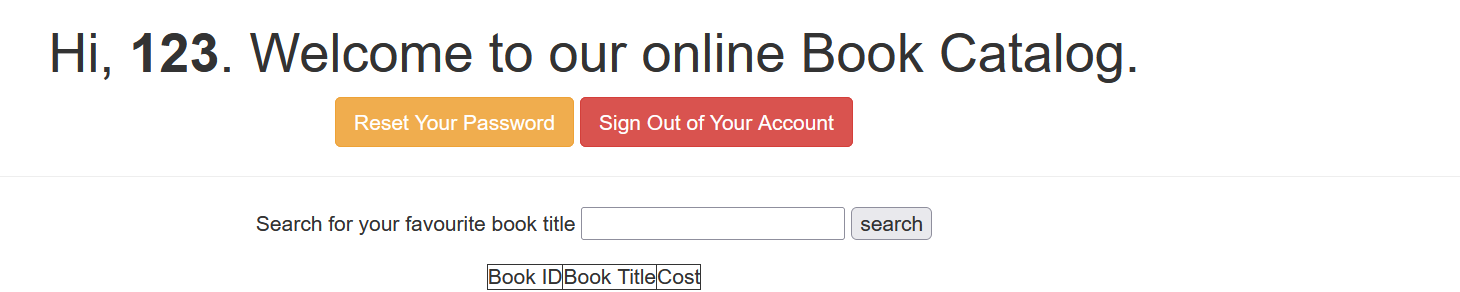 Hi, 123. Welcome to our online Book Catalog.
Reset Your Password Sign Out of Your Account
Search for your favourite book title search
Book ID Book Title Cost